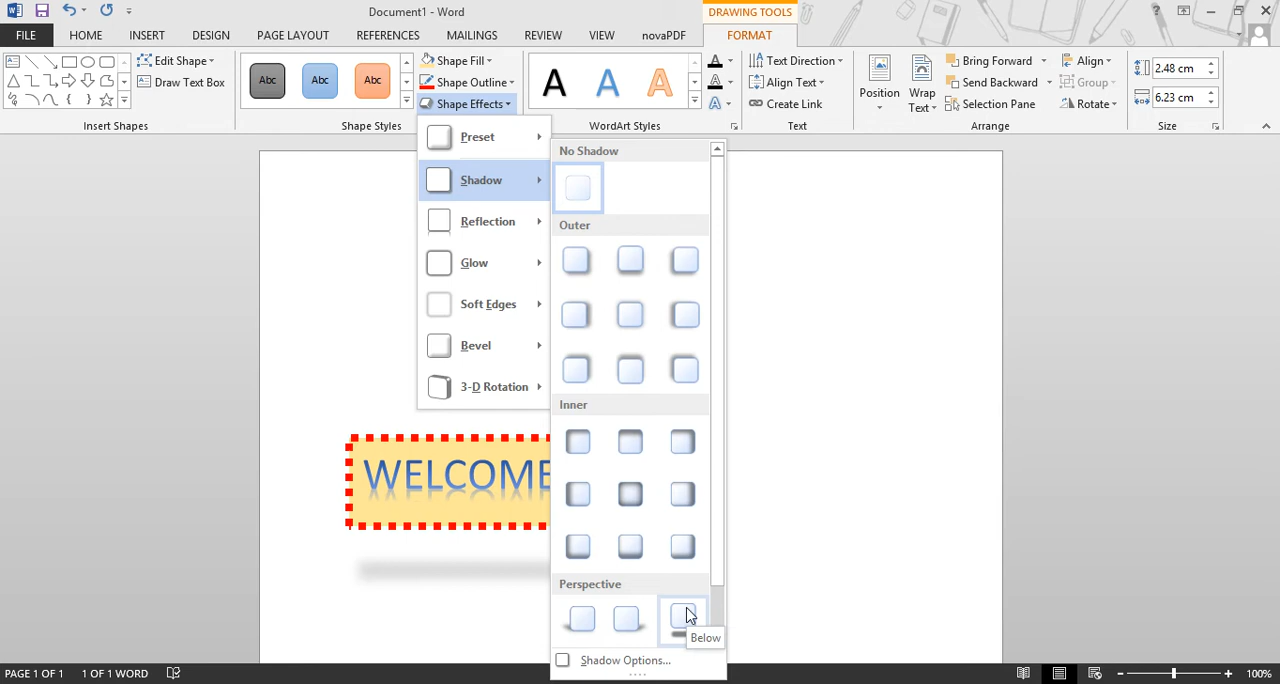 Document1 - Word
DRAWING TOOLS
?
FILE HOME INSERT DESIGN PAGE LAYOUT REFERENCES MAILINGS REVIEW VIEW novaPDF FORMAT
Edit Shape
Draw Text Box
Insert Shapes
Abc Abc Abc
Shape Fill
Shape Outline
Shape Effects
Shape Styles
A A A
A
A
A
WordArt Styles
Text Direction
Align Text
Create Link
Text
Position
Wrap
Text
Bring Forward
Send Backward
Selection Pane
Align
Group
Rotate
Arrange
2.48 cm
6.23 cm
Size
Preset
Shadow
Reflection
Glow
Soft Edges
Bevel
3-D Rotation
No Shadow
Outer
Inner
Perspective
Below
Shadow Options...
WELCOME
PAGE 1 OF 1 1 OF 1 WORD
100%